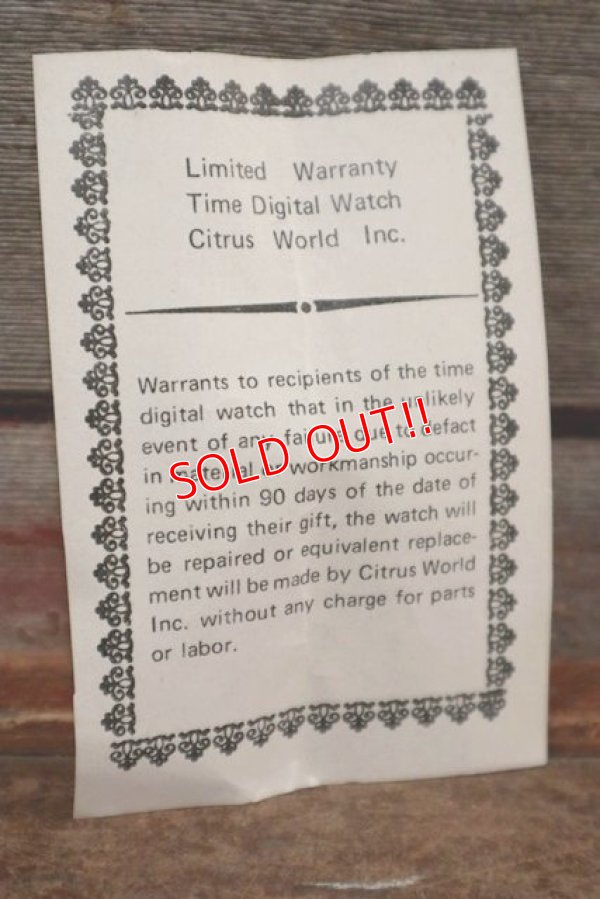 Limited Warranty
Time Digital Watch
Citrus World Inc.
Warrants to recipients of the time
digital watch that in the unlikely
event of any failure due to defact
in material or workmanship occur-
ing within 90 days of the date of
receiving their gift, the watch will
be repaired or equivalent replace-
ment will be made by Citrus World
Inc. without any charge for parts
or labor.
SOLD OUT!!